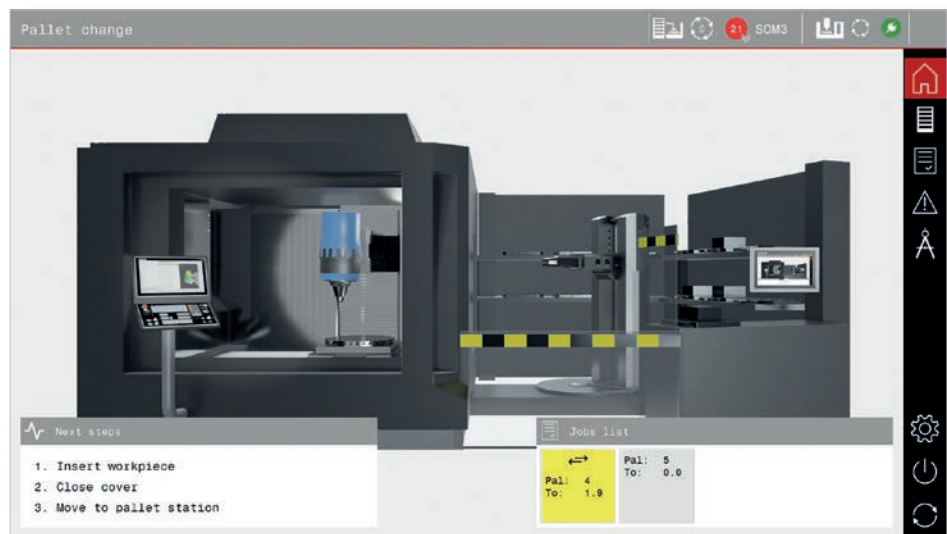 Pallet change
0
21
SOM3
Next steps
1. Insert workpiece
2. Close cover
3. Move to pallet station
Jobs list
Pal: 4
To: 1.9
Pal: 5
To: 0.0